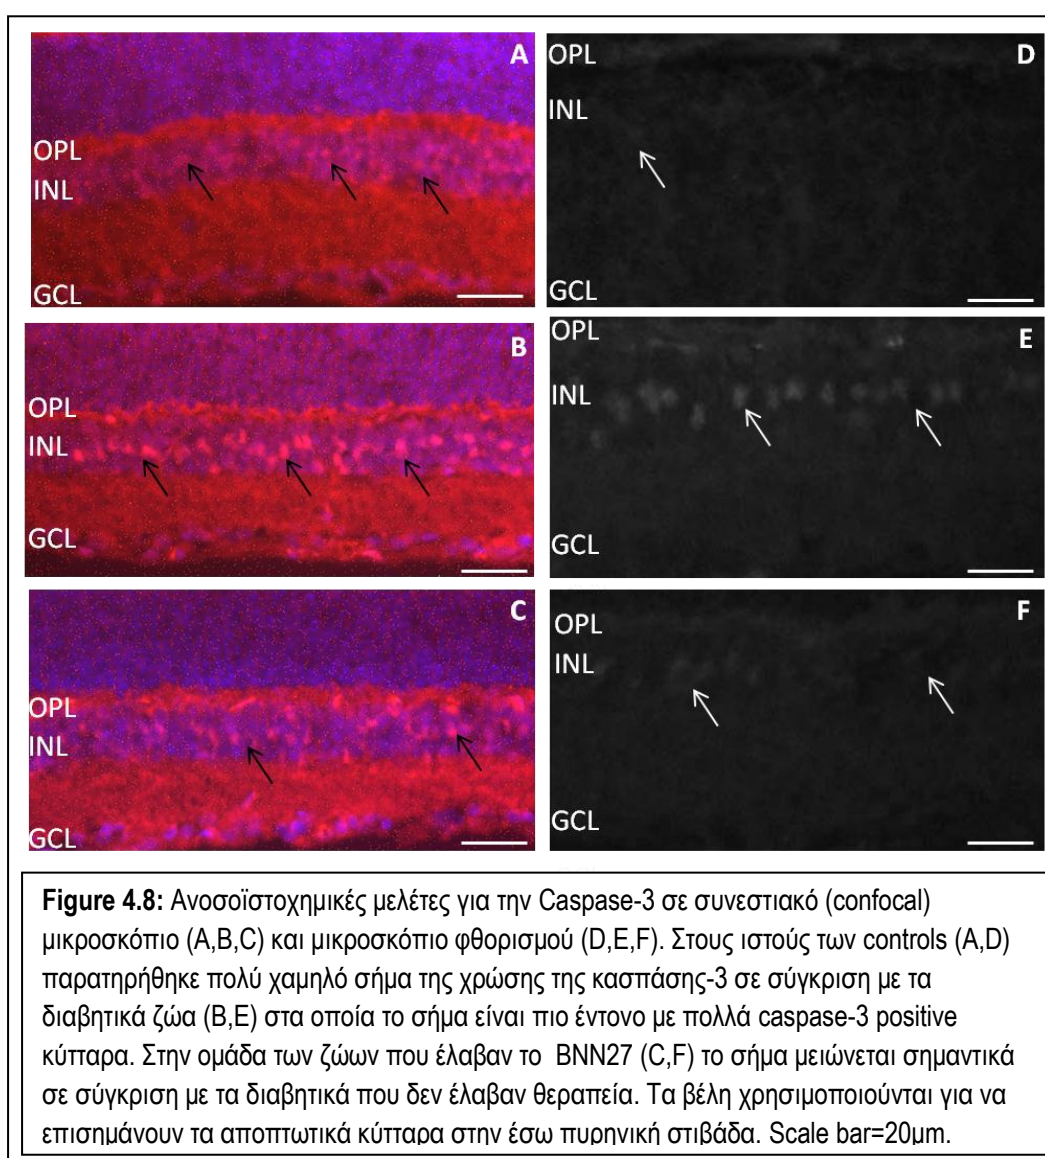 A
OPL
INL
GCL
D
OPL
INL
GCL
B
OPL
INL
GCL
E
OPL
INL
GCL
C
OPL
INL
GCL
F
OPL
INL
GCL
Figure 4.8: Ανοσοϊστοχημικές μελέτες για την Caspase-3 σε συνεστιακό (confocal)
μικροσκόπιο (A,B,C) και μικροσκόπιο φθορισμού (D,E,F). Στους ιστούς των controls (A,D)
παρατηρήθηκε πολύ χαμηλό σήμα της χρώσης της κασπάσης-3 σε σύγκριση με τα
διαβητικά ζώα (B,E) στα οποία το σήμα είναι πιο έντονο με πολλά caspase-3 positive
κύτταρα. Στην ομάδα των ζώων που έλαβαν το BNN27 (C,F) το σήμα μειώνεται σημαντικά
σε σύγκριση με τα διαβητικά που δεν έλαβαν θεραπεία. Τα βέλη χρησιμοποιούνται για να
επισημάνουν τα αποπτωτικά κύτταρα στην έσω πυρηνική στιβάδα. Scale bar=20μm.